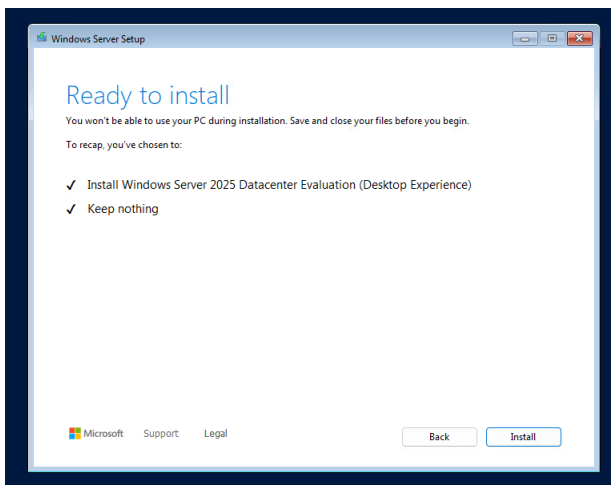 Windows Server Setup
Ready to install
You won't be able to use your PC during installation. Save and close your files before you begin.
To recap, you've chosen to:
✓ Install Windows Server 2025 Datacenter Evaluation (Desktop Experience)
✓ Keep nothing
Microsoft Support Legal Back Install